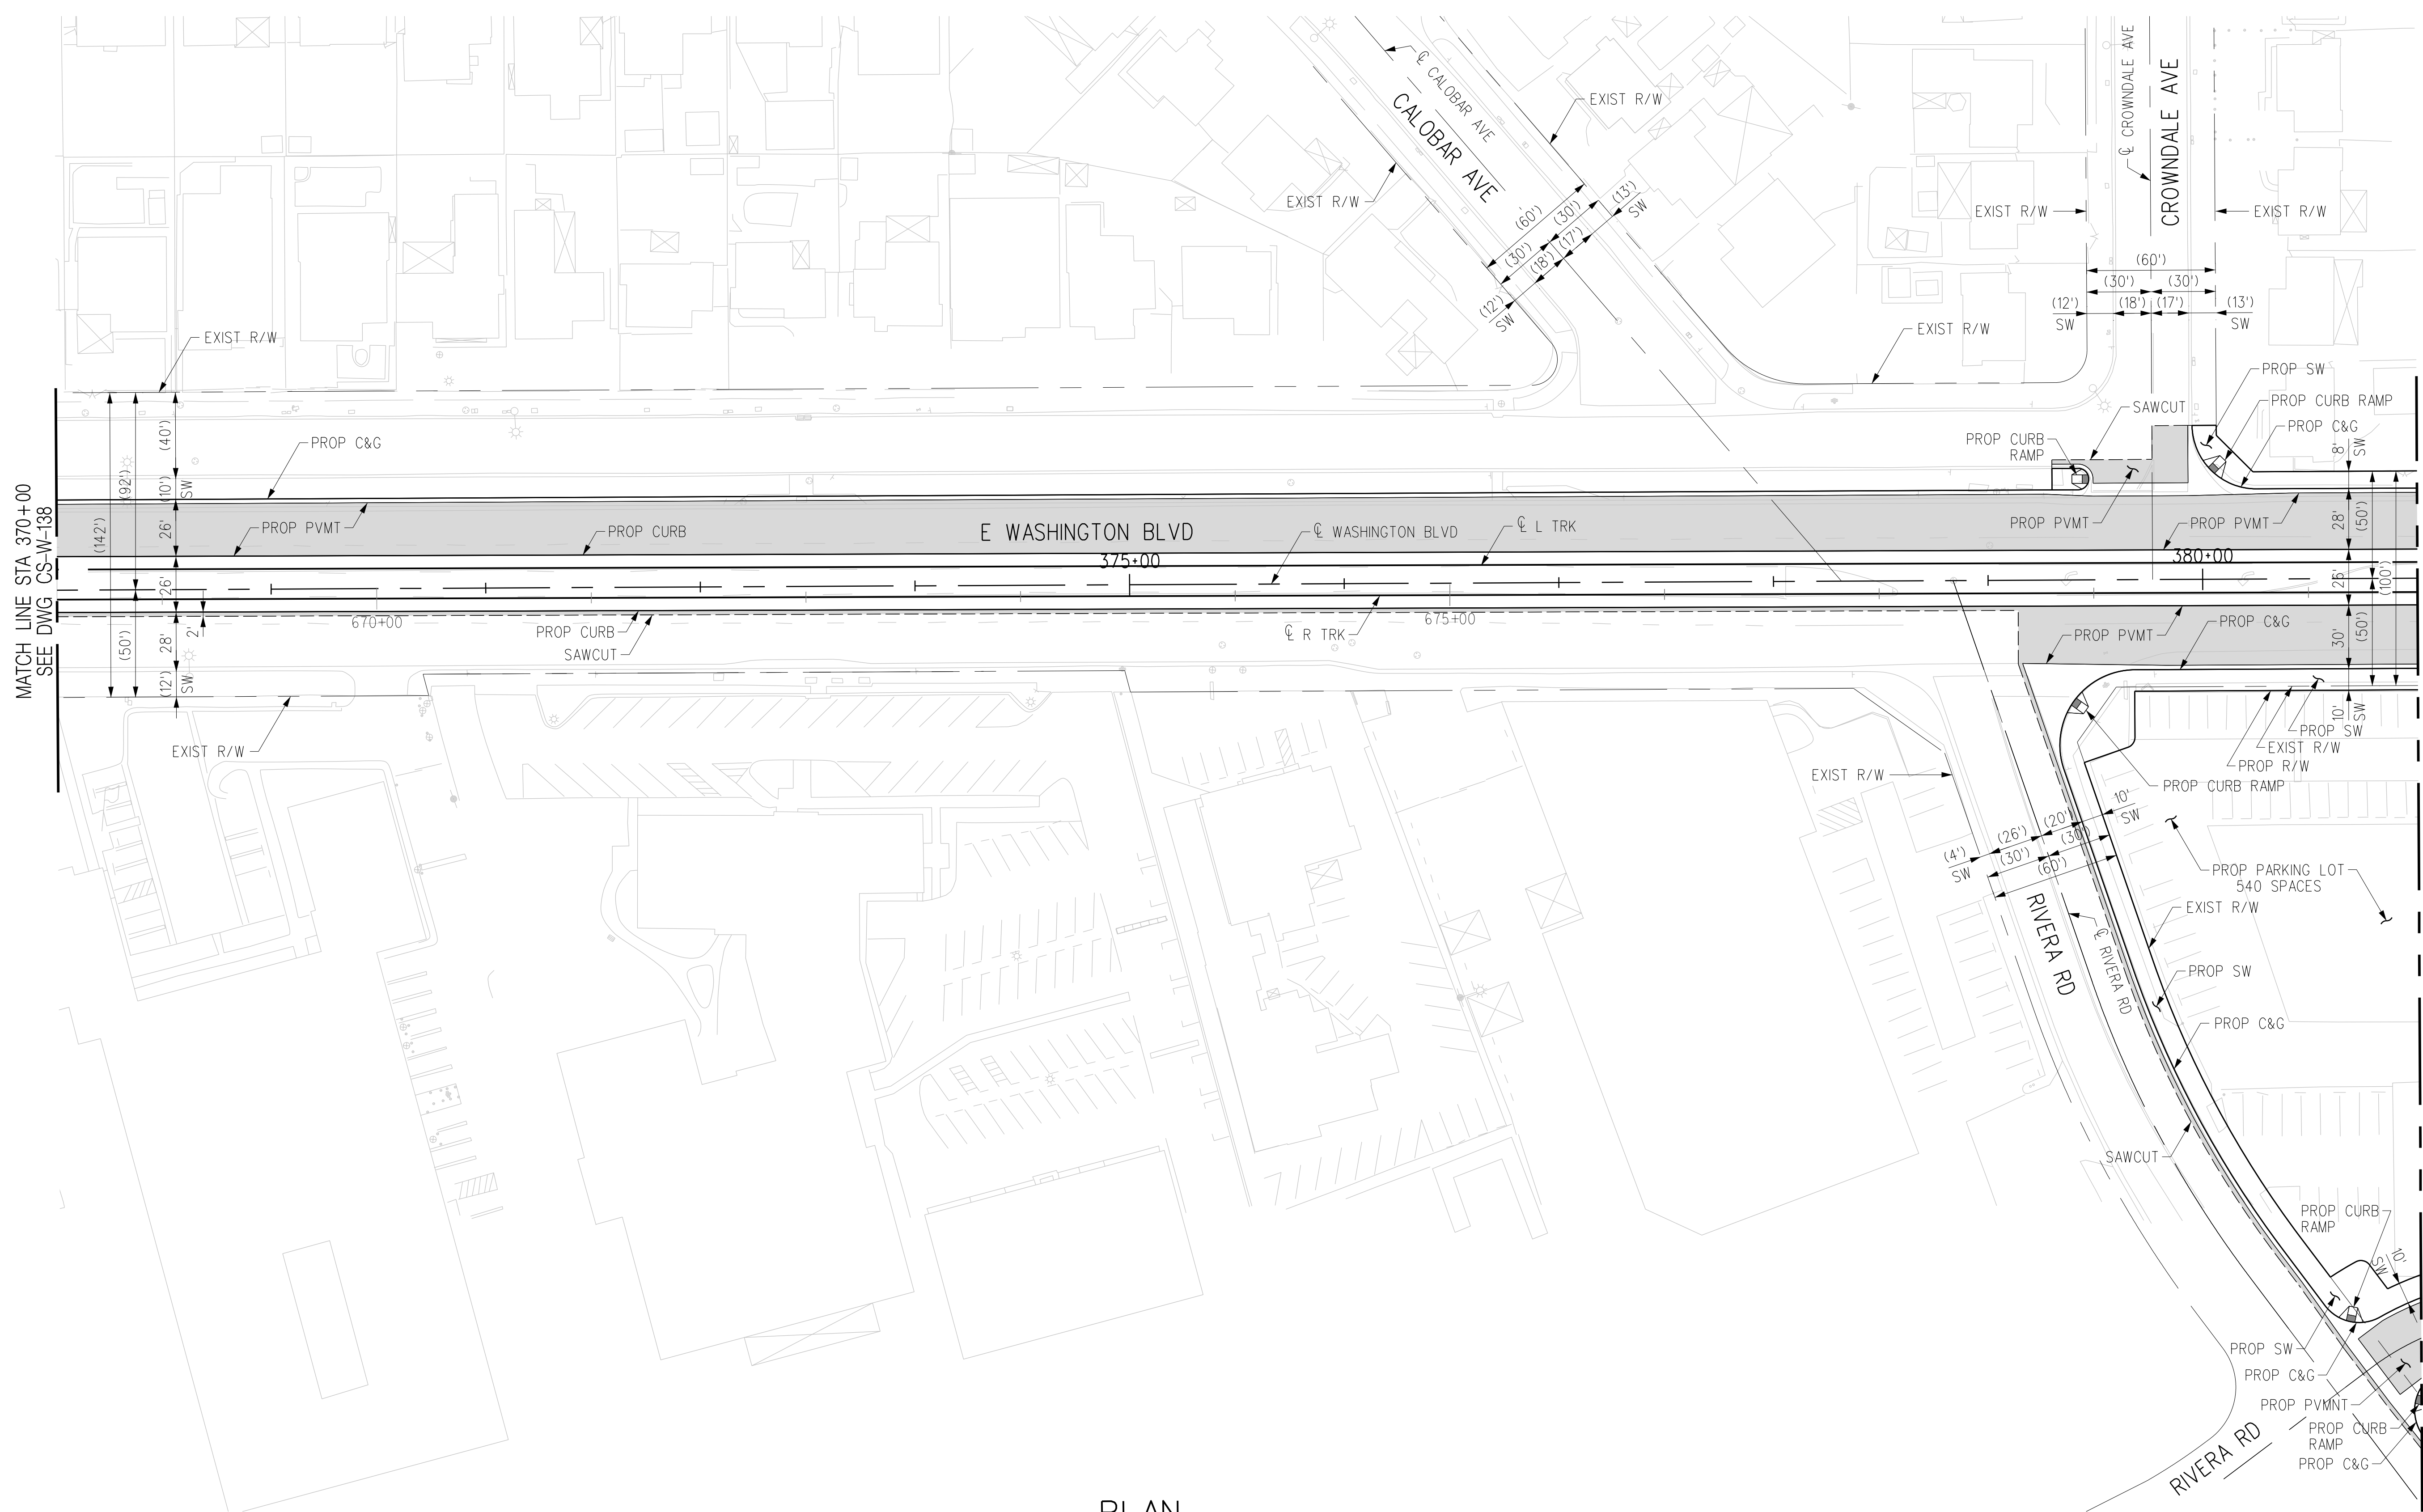 ℄ CALOBAR AVE
CALOBAR AVE
EXIST R/W
EXIST R/W
(60')
(30')
(30')
(13')
SW
(17')
(18')
(12')
SW
℄ CROWNDALE AVE
CROWNDALE AVE
EXIST R/W
EXIST R/W
(60')
(30')
(30')
(12')
SW
(18')
(17')
(13')
SW
EXIST R/W
EXIST R/W
PROP SW
PROP CURB RAMP
SAWCUT
PROP C&G
PROP CURB
RAMP
MATCH LINE STA 370+00
SEE DWG CS-W-138
(142')
(92')
(50')
(40')
(10')
SW
26'
26'
2'
28'
(12')
SW
PROP C&G
PROP PVMT
PROP CURB
E WASHINGTON BLVD
℄ WASHINGTON BLVD
℄ L TRK
PROP PVMT
PROP PVMT
8'
SW
28'
(50')
26'
(100')
30'
(50')
10'
SW
375+00
380+00
670+00
675+00
PROP CURB
SAWCUT
℄ R TRK
PROP PVMT
PROP C&G
EXIST R/W
PROP SW
EXIST R/W
PROP R/W
PROP CURB RAMP
EXIST R/W
10'
SW
(20')
(26')
(30')
(30')
(4')
SW
(60')
PROP PARKING LOT
540 SPACES
RIVERA RD
℄ RIVERA RD
EXIST R/W
PROP SW
PROP C&G
SAWCUT
PROP CURB
RAMP
10'
SW
PROP SW
PROP C&G
PROP PVMNT
PROP CURB
RAMP
PROP C&G
RIVERA RD
PLAN